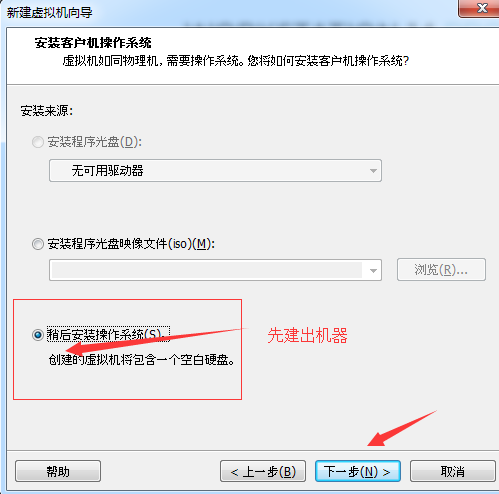 新建虚拟机向导
安装客户机操作系统
虚拟机如同物理机，需要操作系统。您将如何安装客户机操作系统?
安装来源:
安装程序光盘(D):
无可用驱动器
安装程序光盘映像文件(iso)(M):
浏览(R)...
稍后安装操作系统(S)。
先建出机器
创建的虚拟机将包含一个空白硬盘。
帮助
< 上一步(B)
下一步(N) >
取消